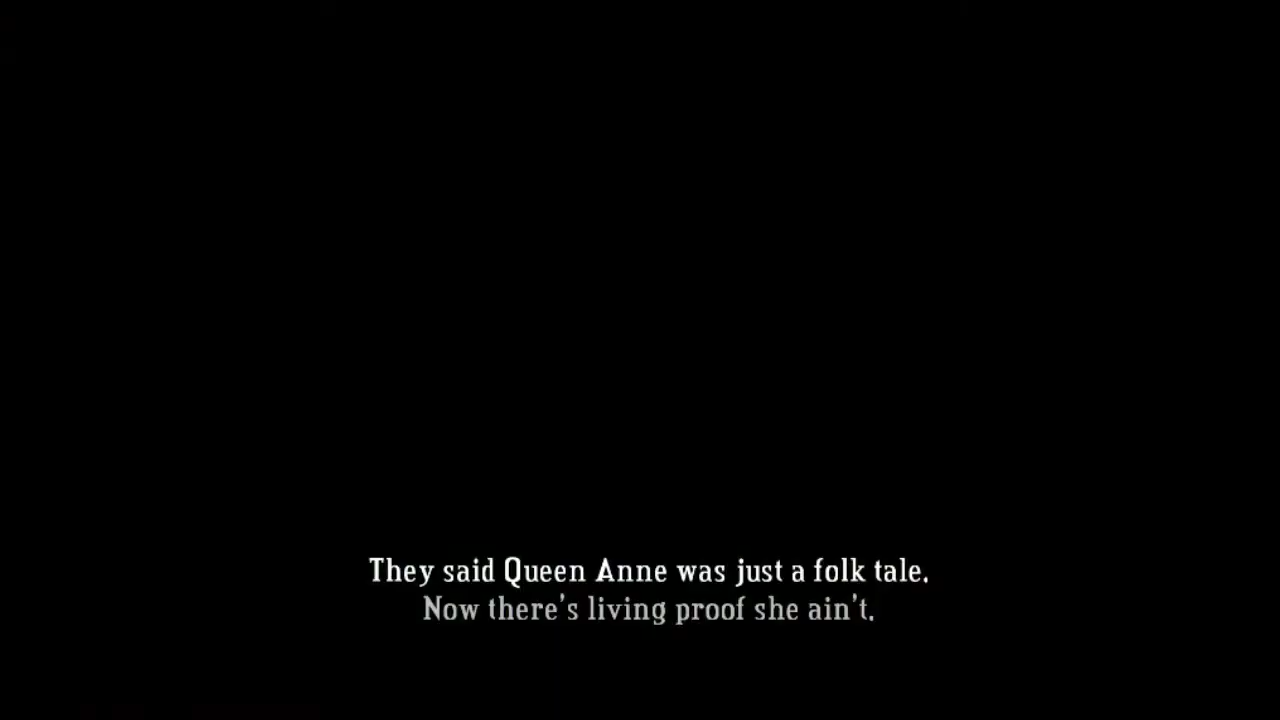 They said Queen Anne was just a folk tale.
Now there's living proof she ain't.